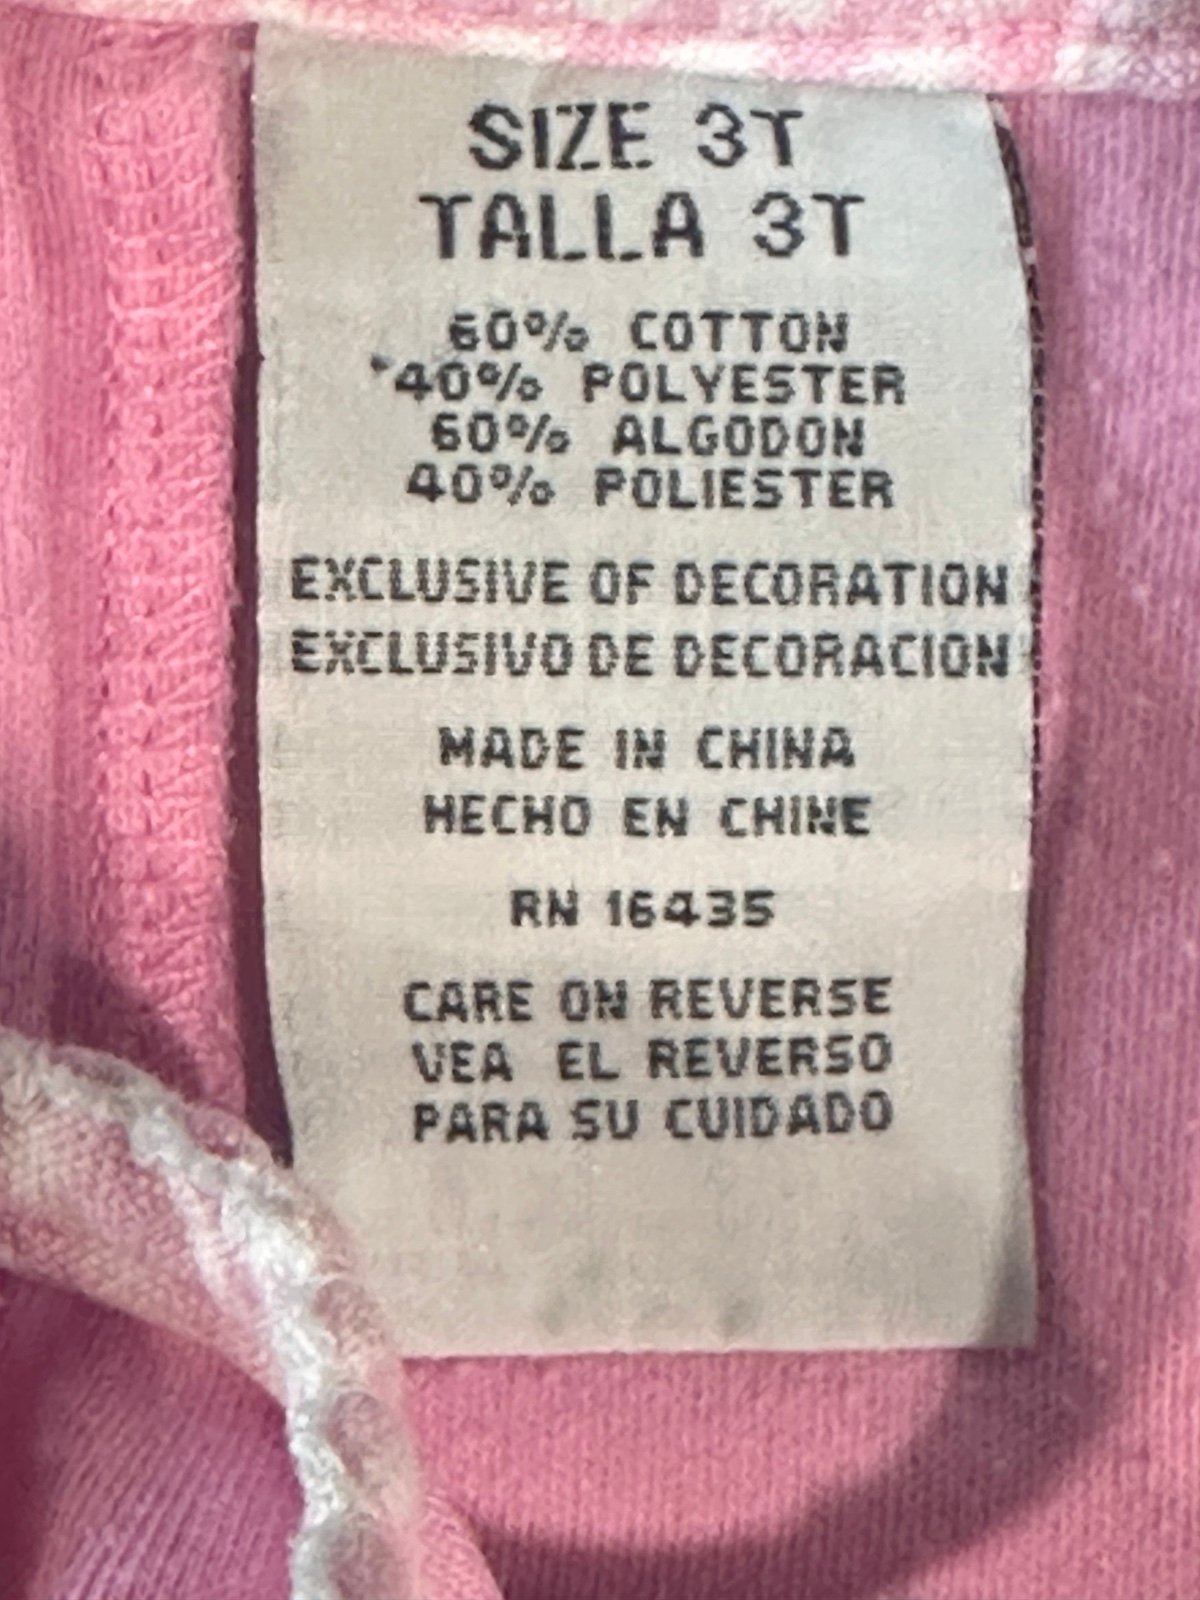 SIZE 3T
TALLA 3T
60% COTTON
40% POLYESTER
60% ALGODON
40% POLIESTER
EXCLUSIVE OF DECORATION
EXCLUSIVO DE DECORACION
MADE IN CHINA
HECHO EN CHINE
RN 16435
CARE ON REVERSE
VEA EL REVERSO
PARA SU CUIDADO